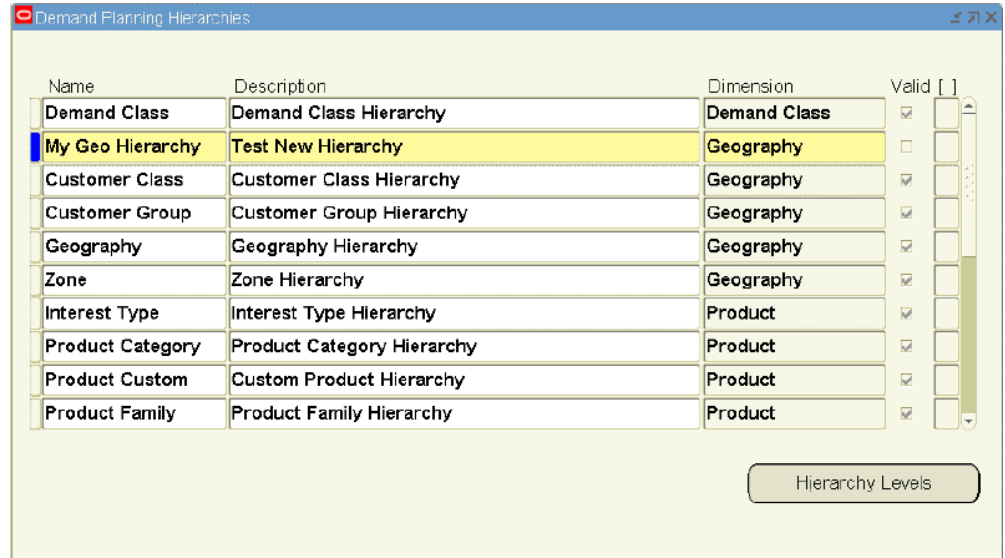 Demand Planning Hierarchies
Name Description Dimension Valid [ ]
Demand Class Demand Class Hierarchy Demand Class
My Geo Hierarchy Test New Hierarchy Geography
Customer Class Customer Class Hierarchy Geography
Customer Group Customer Group Hierarchy Geography
Geography Geography Hierarchy Geography
Zone Zone Hierarchy Geography
Interest Type Interest Type Hierarchy Product
Product Category Product Category Hierarchy Product
Product Custom Custom Product Hierarchy Product
Product Family Product Family Hierarchy Product
Hierarchy Levels